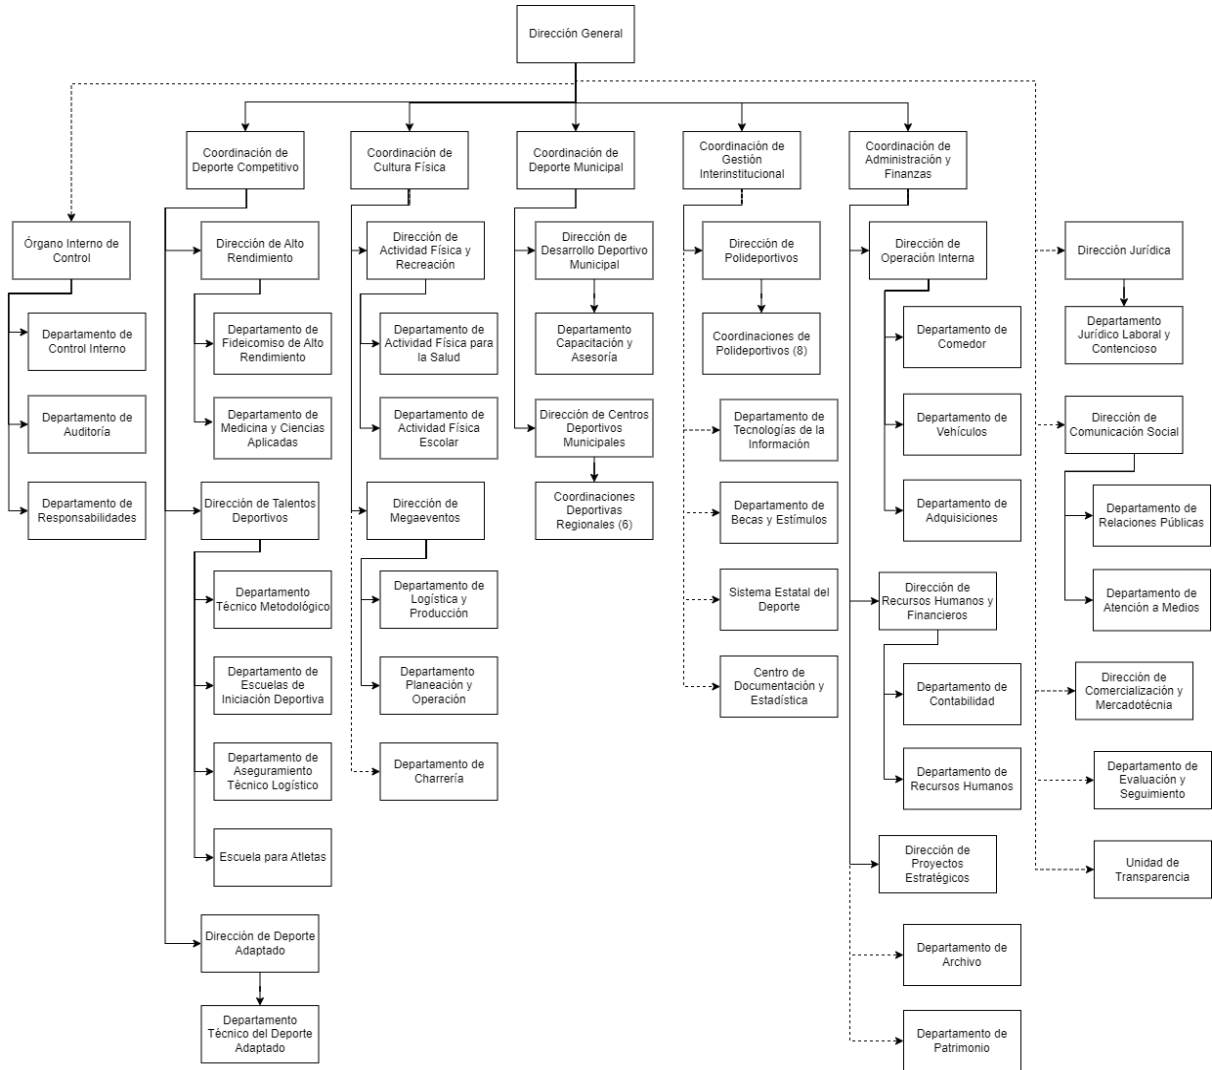 Dirección General
Coordinación de
Deporte Competitivo
Coordinación de
Cultura Física
Coordinación de
Deporte Municipal
Coordinación de
Gestión
Interinstitucional
Coordinación de
Administración y
Finanzas
Órgano Interno de
Control
Departamento de
Control Interno
Departamento de
Auditoría
Departamento de
Responsabilidades
Dirección de Alto
Rendimiento
Departamento de
Fideicomiso de Alto
Rendimiento
Departamento de
Medicina y Ciencias
Aplicadas
Dirección de Talentos
Deportivos
Departamento
Técnico Metodológico
Departamento de
Escuelas de
Iniciación Deportiva
Departamento de
Aseguramiento
Técnico Logístico
Escuela para Atletas
Dirección de Deporte
Adaptado
Departamento
Técnico del Deporte
Adaptado
Dirección de
Actividad Física y
Recreación
Departamento de
Actividad Física para
la Salud
Departamento de
Actividad Física
Escolar
Dirección de
Megaeventos
Departamento de
Logística y
Producción
Departamento
Planeación y
Operación
Departamento de
Charrería
Dirección de
Desarrollo Deportivo
Municipal
Departamento
Capacitación y
Asesoría
Dirección de Centros
Deportivos
Municipales
Coordinaciones
Deportivas
Regionales (6)
Dirección de
Polideportivos
Coordinaciones de
Polideportivos (8)
Departamento de
Tecnologías de la
Información
Departamento de
Becas y Estímulos
Sistema Estatal del
Deporte
Centro de
Documentación y
Estadística
Dirección de
Operación Interna
Departamento de
Comedor
Departamento de
Vehículos
Departamento de
Adquisiciones
Dirección de
Recursos Humanos y
Financieros
Departamento de
Contabilidad
Departamento de
Recursos Humanos
Dirección de
Proyectos
Estratégicos
Departamento de
Archivo
Departamento de
Patrimonio
Dirección Jurídica
Departamento
Jurídico Laboral y
Contencioso
Dirección de
Comunicación Social
Departamento de
Relaciones Públicas
Departamento de
Atención a Medios
Dirección de
Comercialización y
Mercadotécnia
Departamento de
Evaluación y
Seguimiento
Unidad de
Transparencia